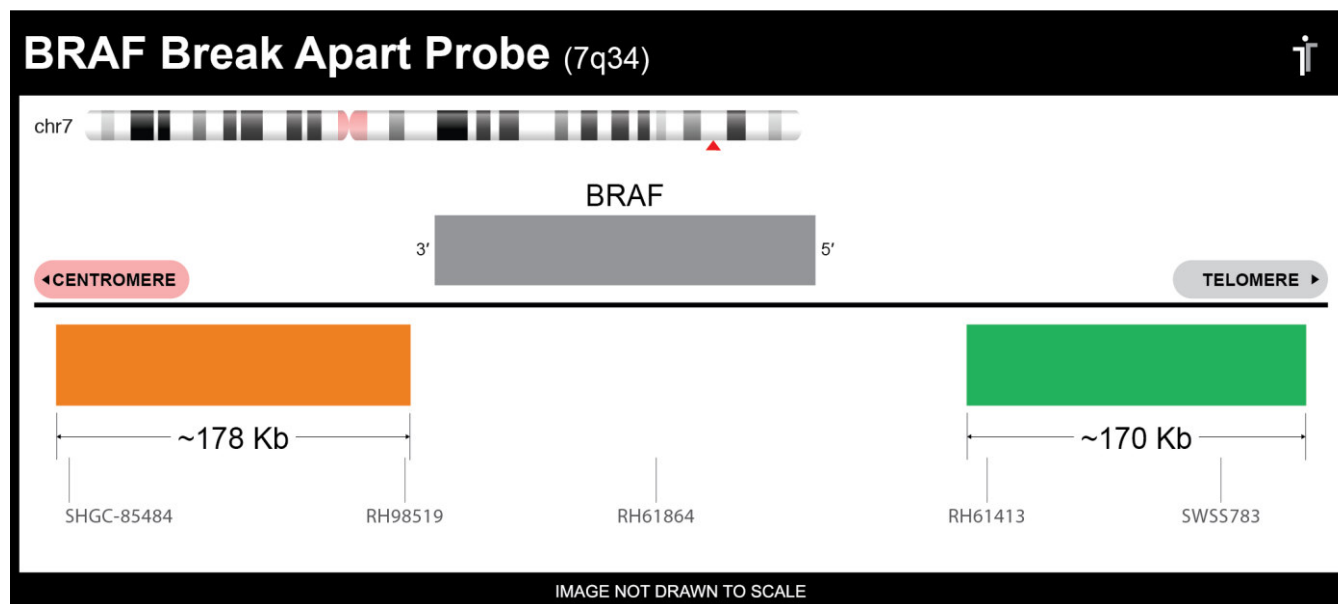 BRAF Break Apart Probe (7q34)
chr7
BRAF
3′ 5′
◂CENTROMERE TELOMERE ▸
~178 Kb ~170 Kb
SHGC-85484 RH98519 RH61864 RH61413 SWSS783
IMAGE NOT DRAWN TO SCALE